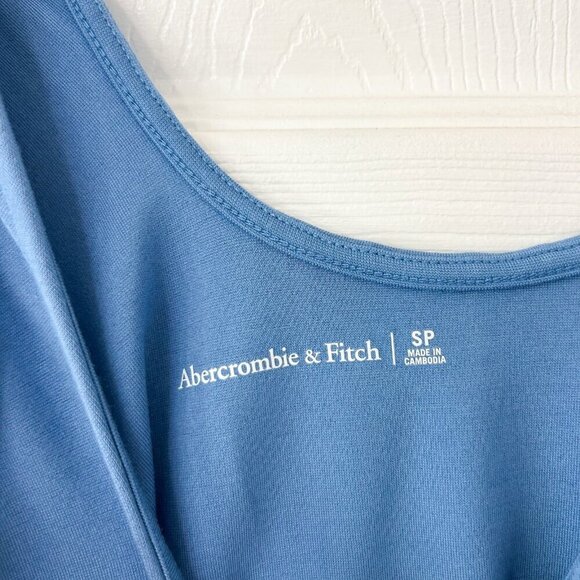 Abercrombie & Fitch | SP
MADE IN
CAMBODIA